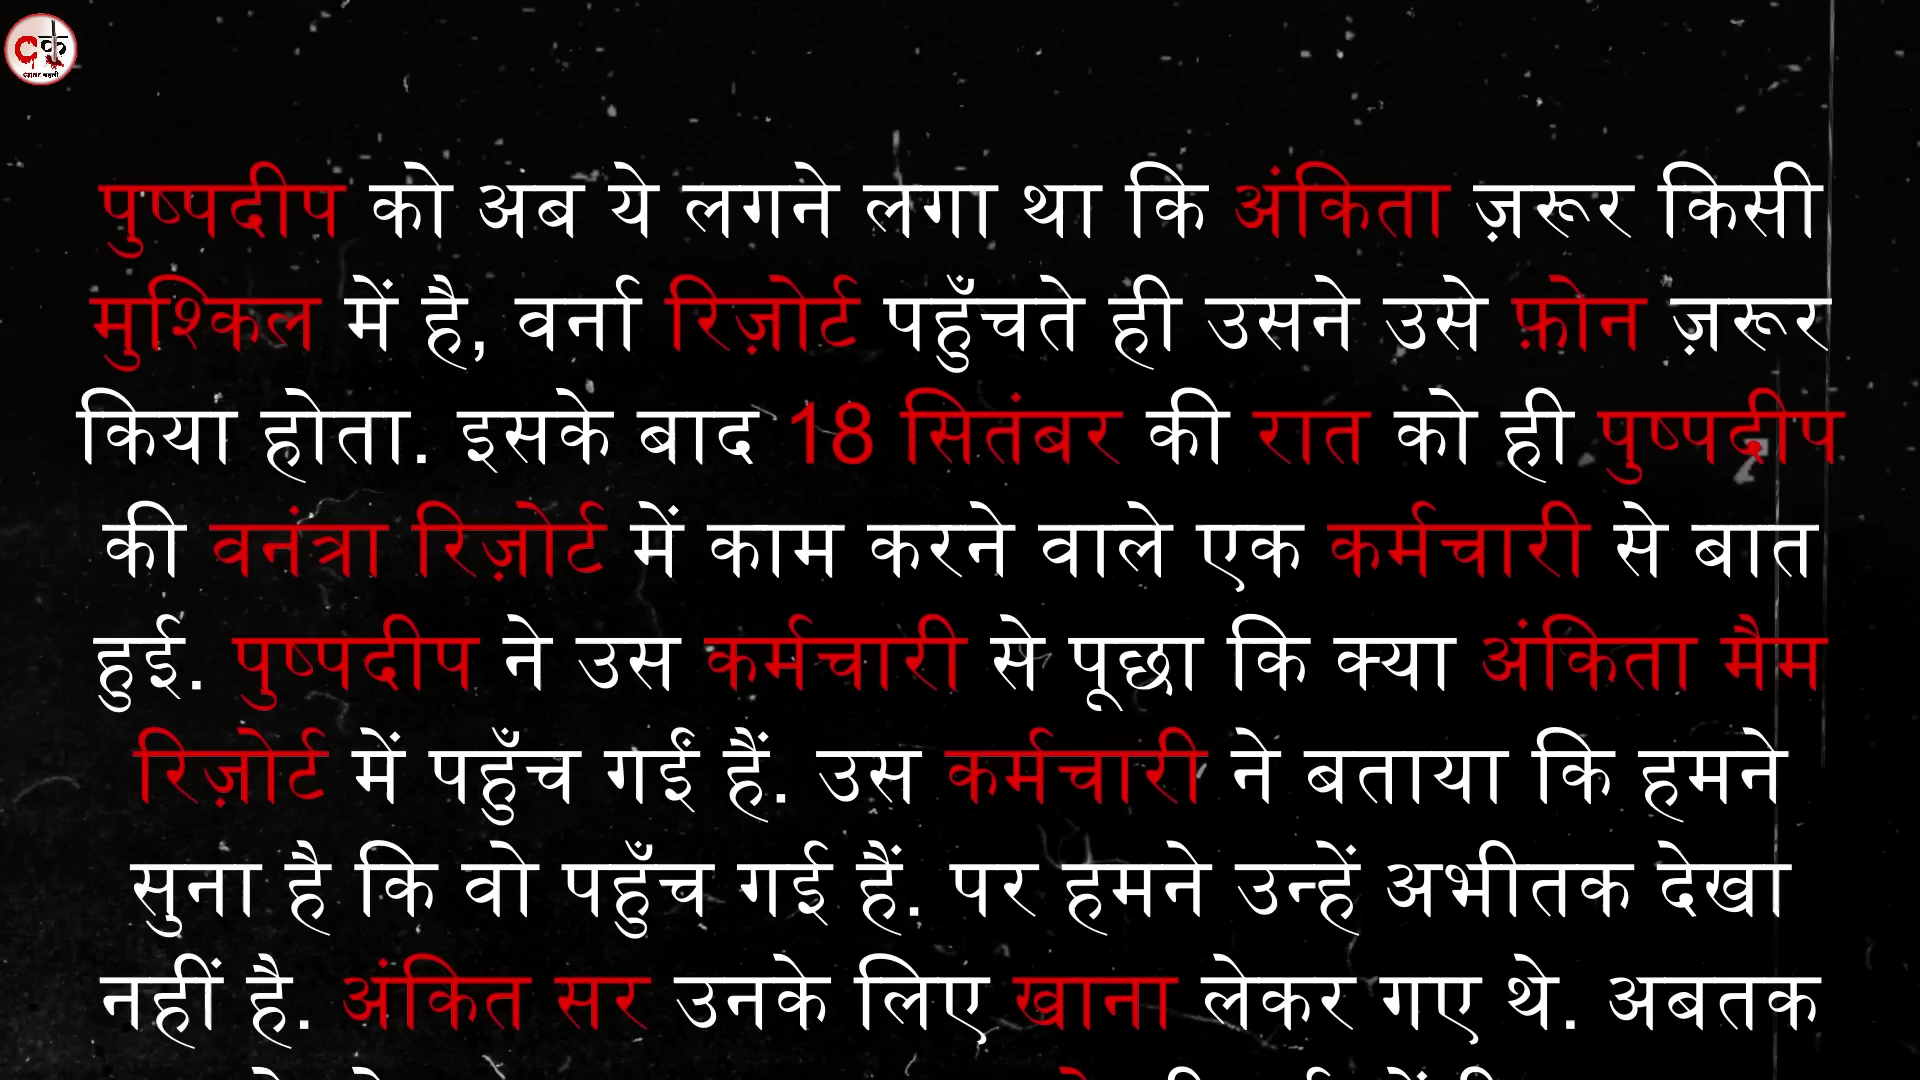 पुष्पदीप को अब ये लगने लगा था कि अंकिता ज़रूर किसी
मुश्किल में है, वर्ना रिज़ोर्ट पहुँचते ही उसने उसे फ़ोन ज़रूर
किया होता. इसके बाद 18 सितंबर की रात को ही पुष्पदीप
की वनंत्रा रिज़ोर्ट में काम करने वाले एक कर्मचारी से बात
हुई. पुष्पदीप ने उस कर्मचारी से पूछा कि क्या अंकिता मैम
रिज़ोर्ट में पहुँच गईं हैं. उस कर्मचारी ने बताया कि हमने
सुना है कि वो पहुँच गई हैं. पर हमने उन्हें अभीतक देखा
नहीं है. अंकित सर उनके लिए खाना लेकर गए थे. अबतक